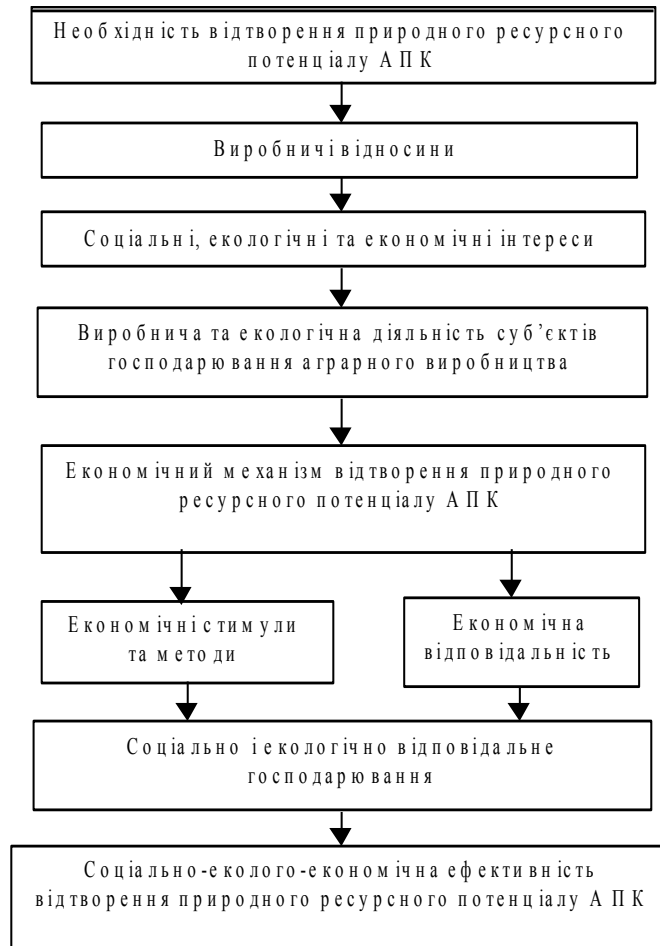 Необхідність відтворення природного ресурсного
потенціалу АПК
Виробничі відносини
Соціальні, екологічні та економічні інтереси
Виробнича та екологічна діяльність суб’єктів
господарювання аграрного виробництва
Економічний механізм відтворення природного
ресурсного потенціалу АПК
Економічні стимули
та методи
Економічна
відповідальність
Соціально і екологічно відповідальне
господарювання
Соціально-еколого-економічна ефективність
відтворення природного ресурсного потенціалу АПК